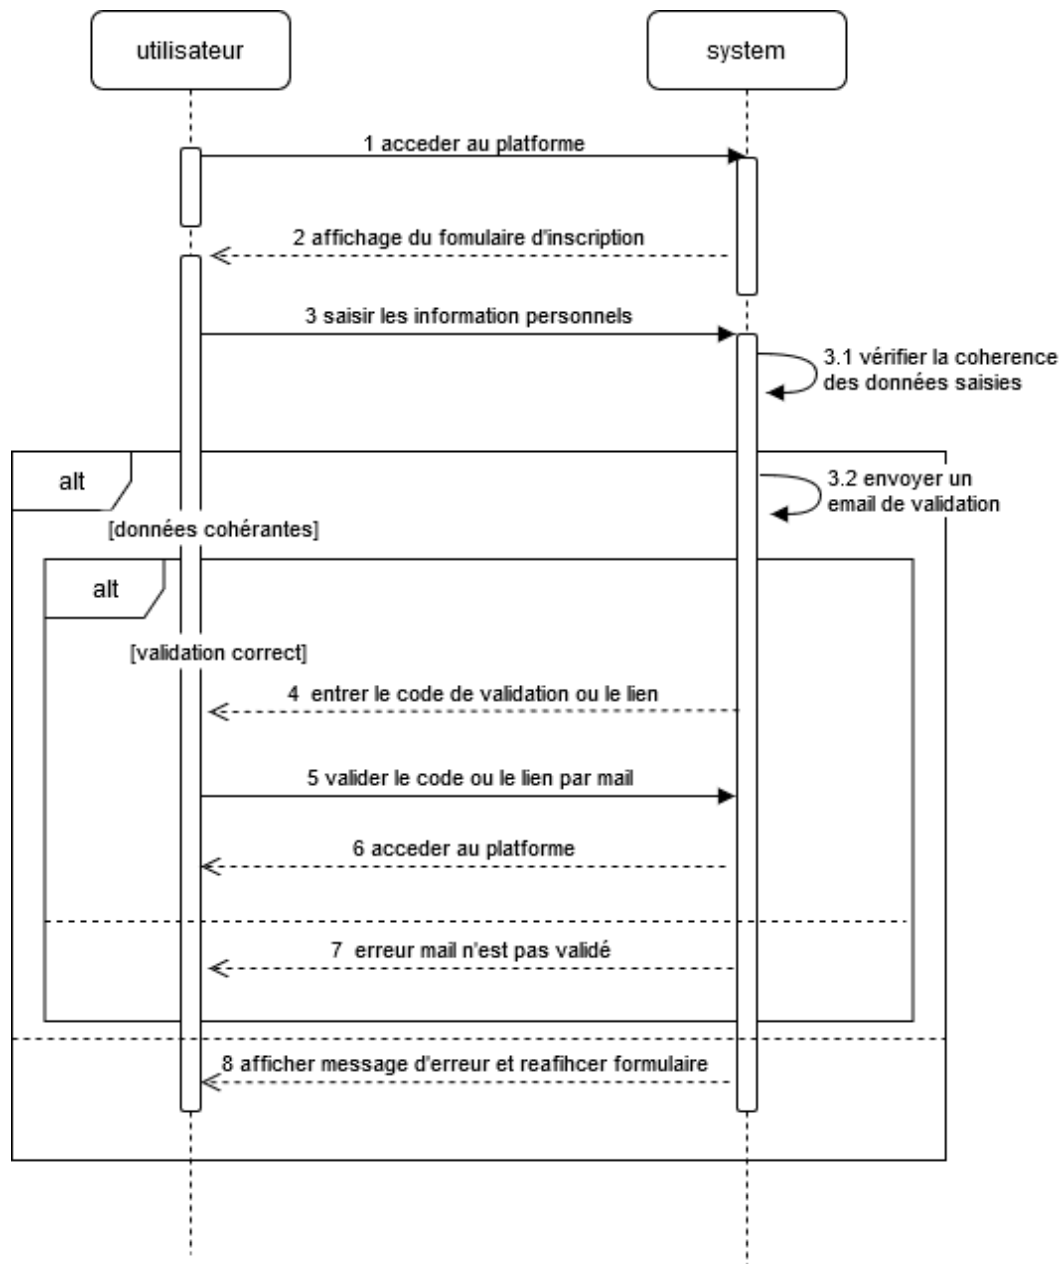 utilisateur
system
1 acceder au platforme
2 affichage du fomulaire d'inscription
3 saisir les information personnels
3.1 vérifier la coherence
des données saisies
alt
3.2 envoyer un
email de validation
[données cohérantes]
alt
[validation correct]
4 entrer le code de validation ou le lien
5 valider le code ou le lien par mail
6 acceder au platforme
7 erreur mail n'est pas validé
8 afficher message d'erreur et reafihcer formulaire